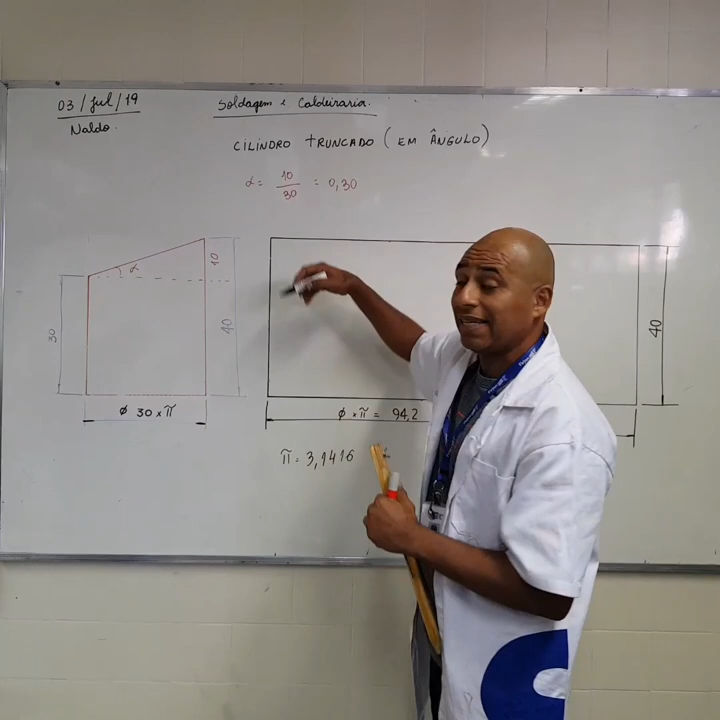 03/Jul/19
Naldo.
Soldagem e Caldeiraria.
CILINDRO TRUNCADO (EM ÂNGULO)
α = 10/30 = 0,30
α
10
30
40
ø 30 x π
40
ø x π = 94,2
π = 3,1416